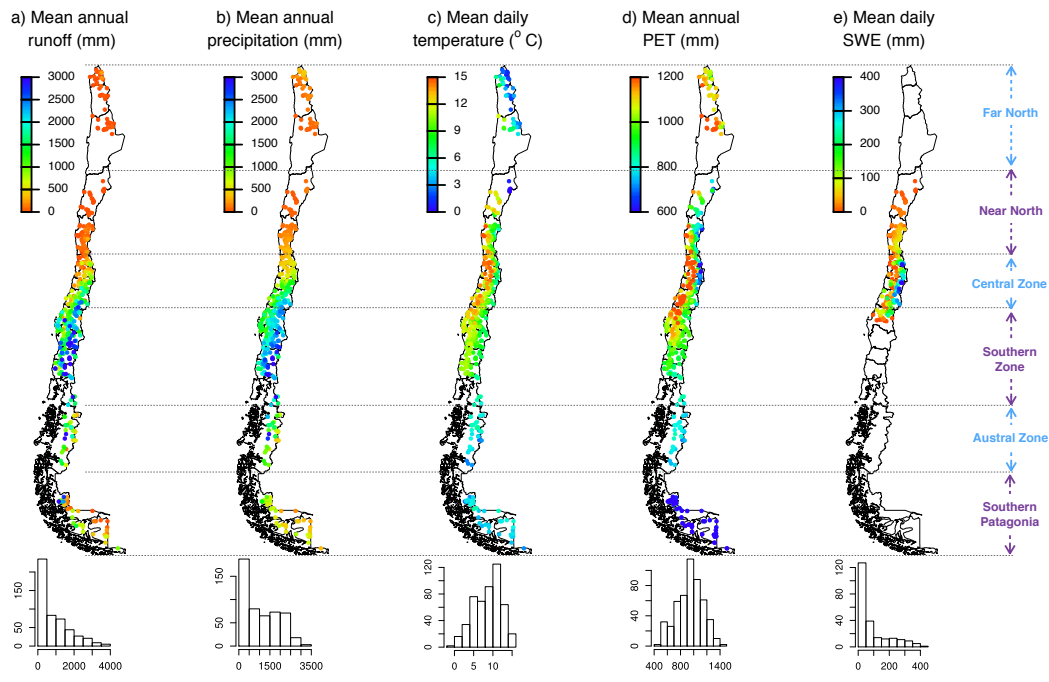 a) Mean annual
runoff (mm)
b) Mean annual
precipitation (mm)
c) Mean daily
temperature (° C)
d) Mean annual
PET (mm)
e) Mean daily
SWE (mm)
3000
2500
2000
1500
1000
500
0
3000
2500
2000
1500
1000
500
0
15
12
9
6
3
0
1200
1000
800
600
400
300
200
100
0
Far North
Near North
Central Zone
Southern
Zone
Austral Zone
Southern
Patagonia
150
50
0
0 2000 4000
150
50
0
0 1500 3500
120
80
40
0
0 5 10
80
40
0
400 800 1400
120
80
40
0
0 200 400